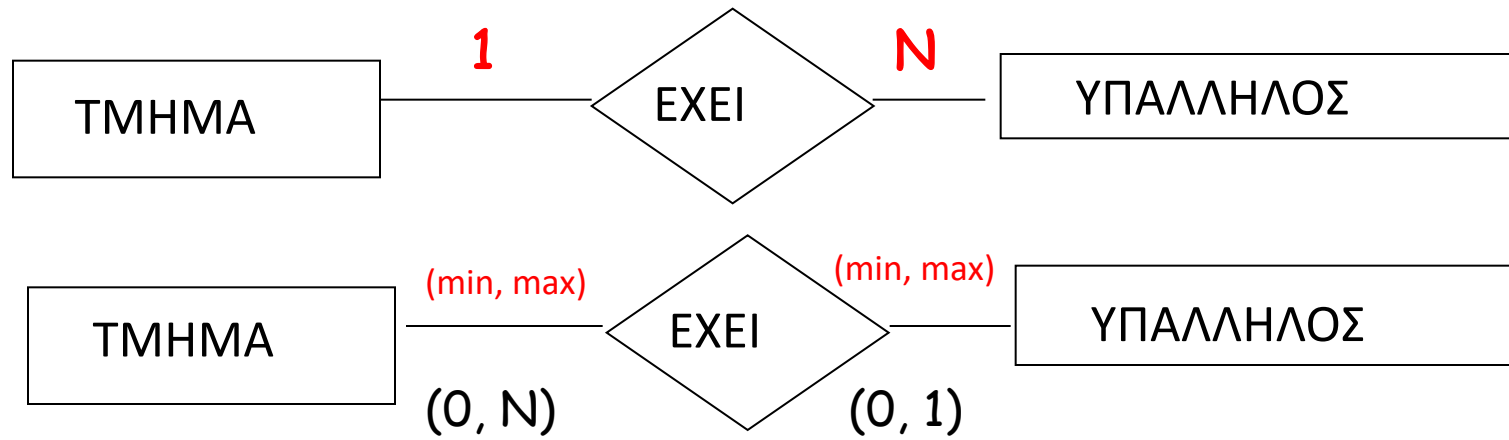 1 N
ΤΜΗΜΑ ΕΧΕΙ ΥΠΑΛΛΗΛΟΣ
(min, max) (min, max)
ΤΜΗΜΑ ΕΧΕΙ ΥΠΑΛΛΗΛΟΣ
(0, N) (0, 1)